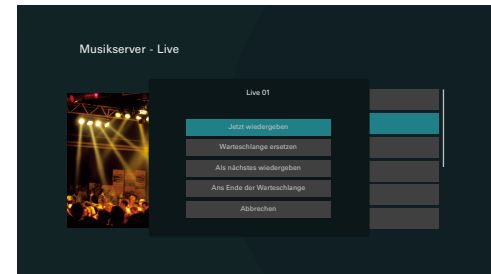 Musikserver - Live
Live 01
Jetzt wiedergeben
Warteschlange ersetzen
Als nächstes wiedergeben
Ans Ende der Warteschlange
Abbrechen